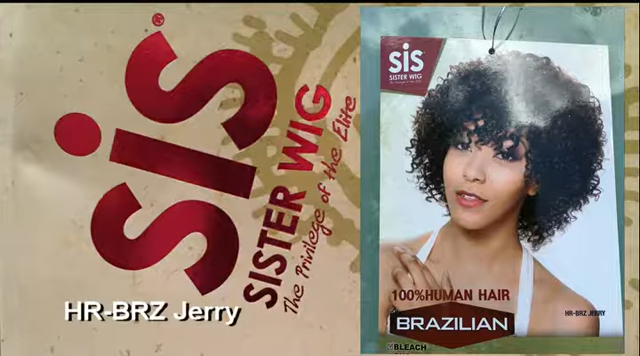 sis®
SISTER WIG
The Privilege of the Elite
HR-BRZ Jerry
sis
SISTER WIG
100%HUMAN HAIR
HR-BRZ JERRY
BRAZILIAN
BLEACH